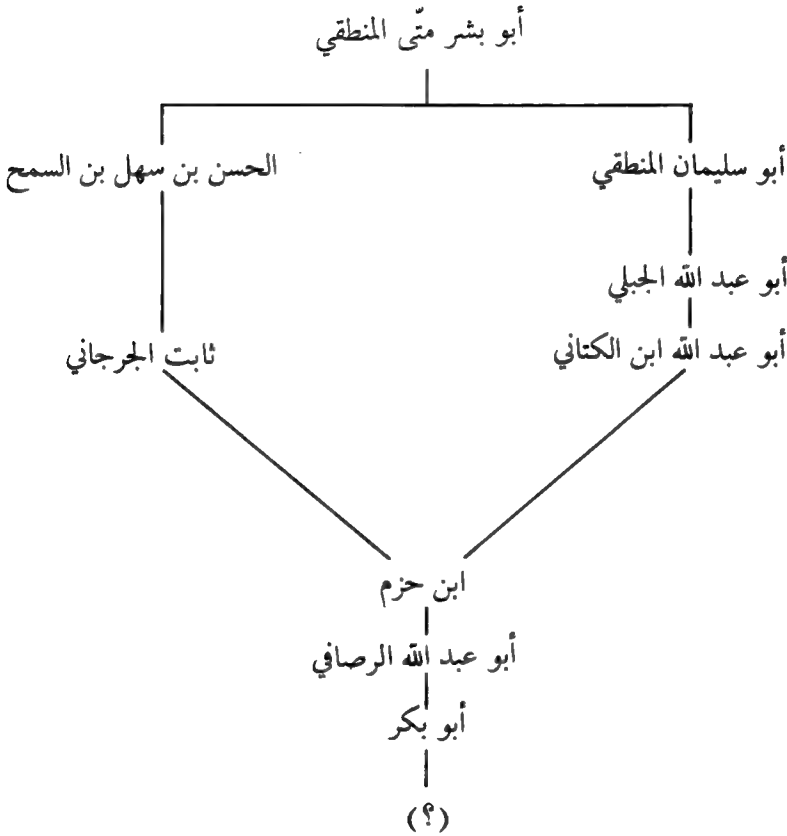 أبو بشر متّى المنطقي
أبو سليمان المنطقي
الحسن بن سهل بن السمح
أبو عبد الله الجبلي
أبو عبد الله ابن الكتاني
ثابت الجرجاني
ابن حزم
أبو عبد الله الرصافي
أبو بكر
(؟)